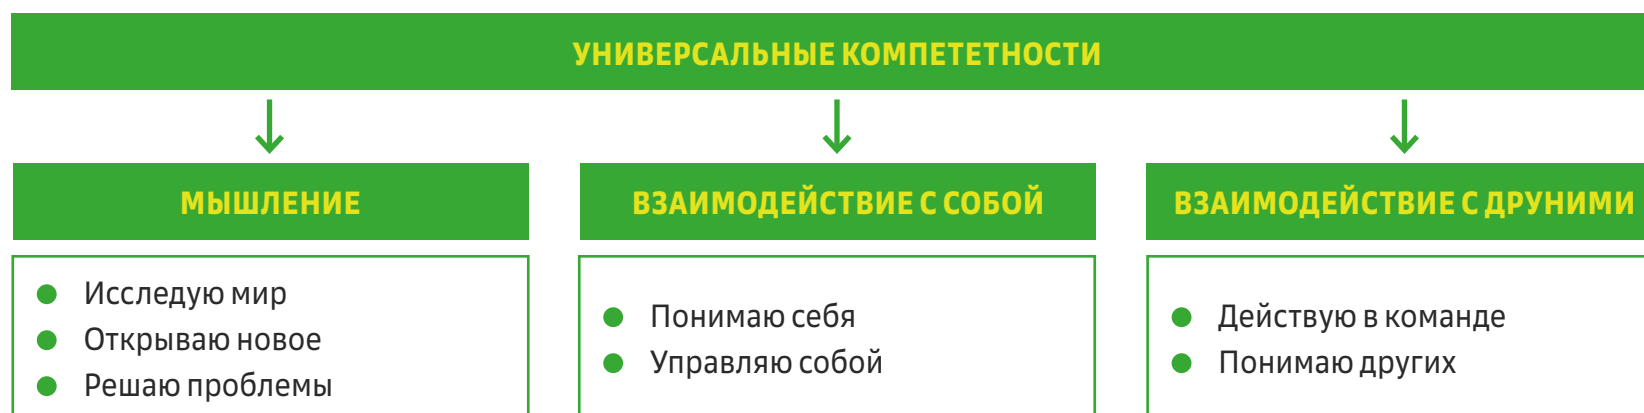 УНИВЕРСАЛЬНЫЕ КОМПЕТЕТНОСТИ
МЫШЛЕНИЕ
Исследую мир
Открываю новое
Решаю проблемы
ВЗАИМОДЕЙСТВИЕ С СОБОЙ
Понимаю себя
Управляю собой
ВЗАИМОДЕЙСТВИЕ С ДРУНИМИ
Действую в команде
Понимаю других